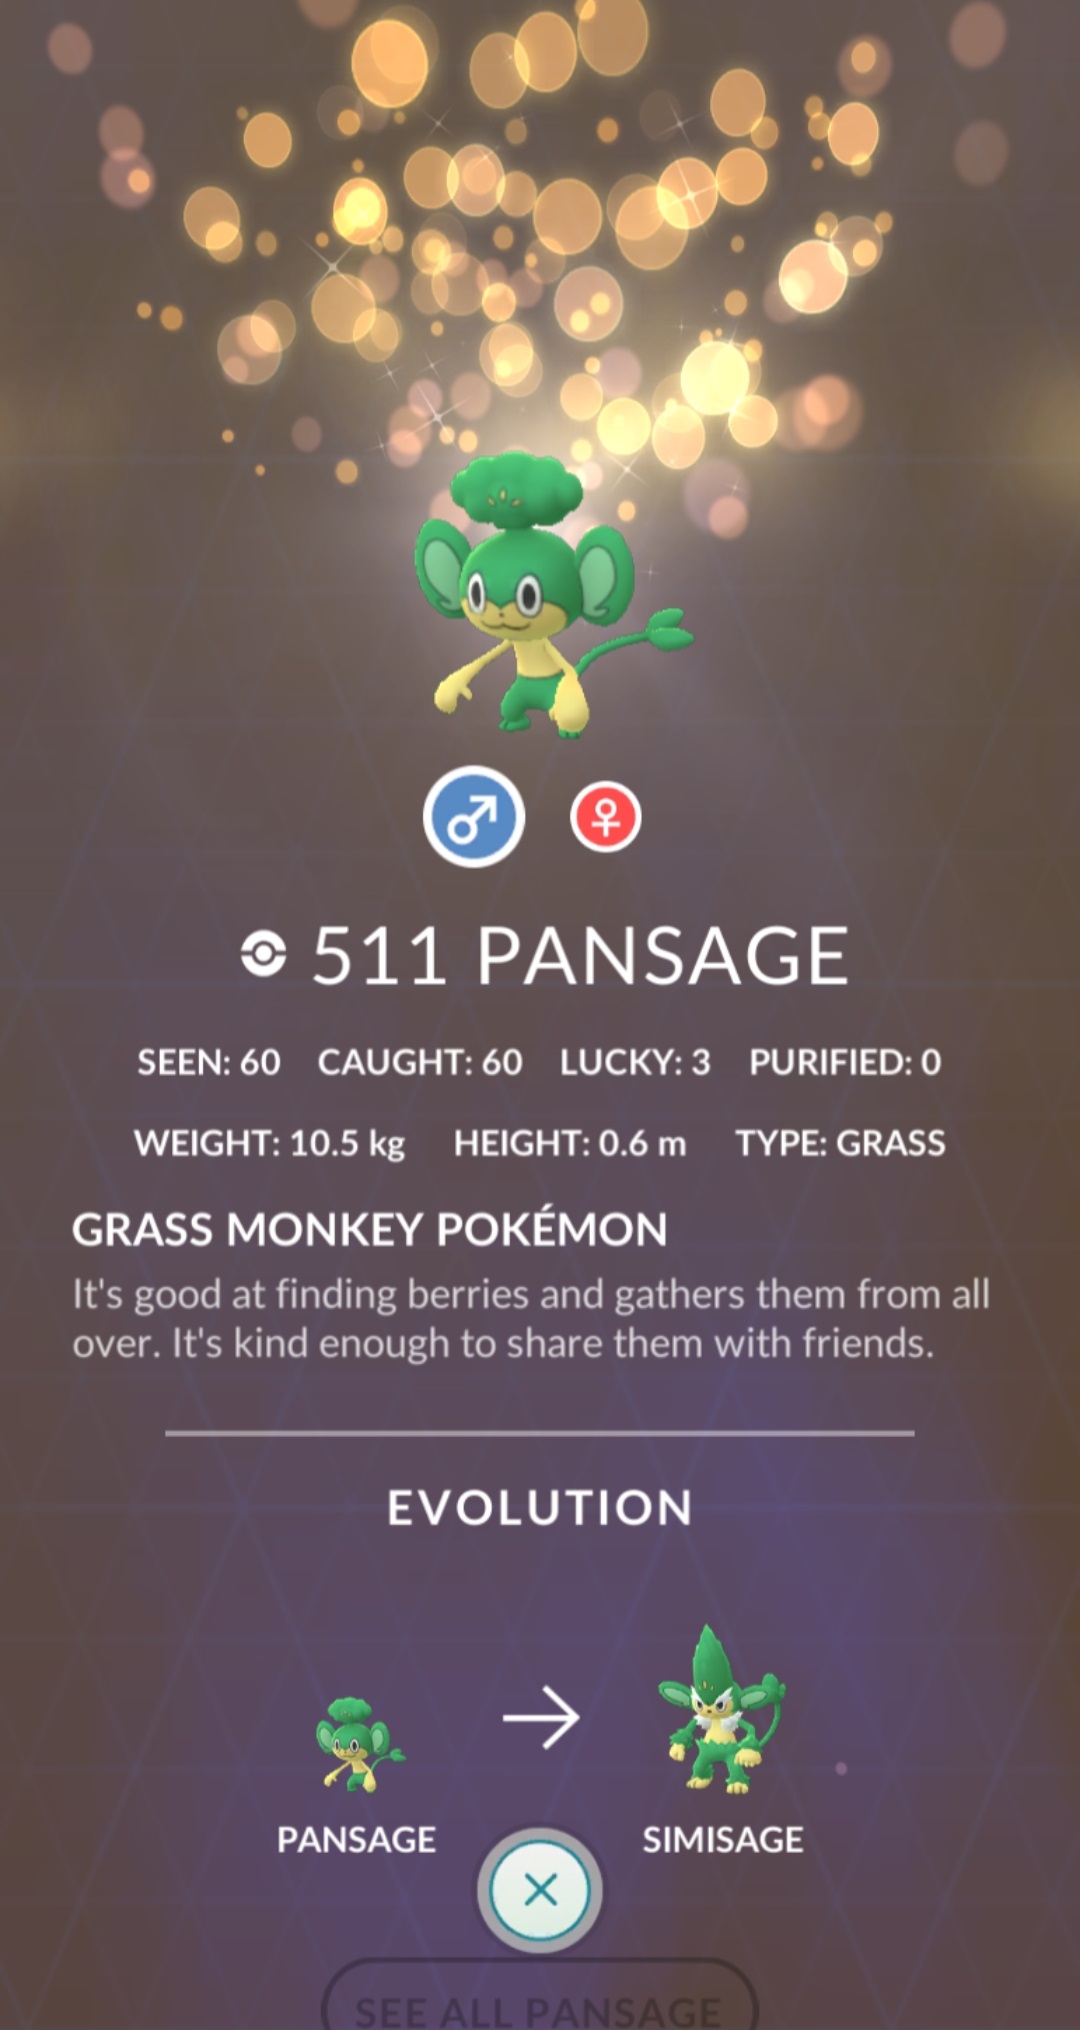 511 PANSAGE
SEEN: 60 CAUGHT: 60 LUCKY: 3 PURIFIED: 0
WEIGHT: 10.5 kg HEIGHT: 0.6 m TYPE: GRASS
GRASS MONKEY POKÉMON
It's good at finding berries and gathers them from all
over. It's kind enough to share them with friends.
EVOLUTION
PANSAGE SIMISAGE
SEE ALL PANSAGE